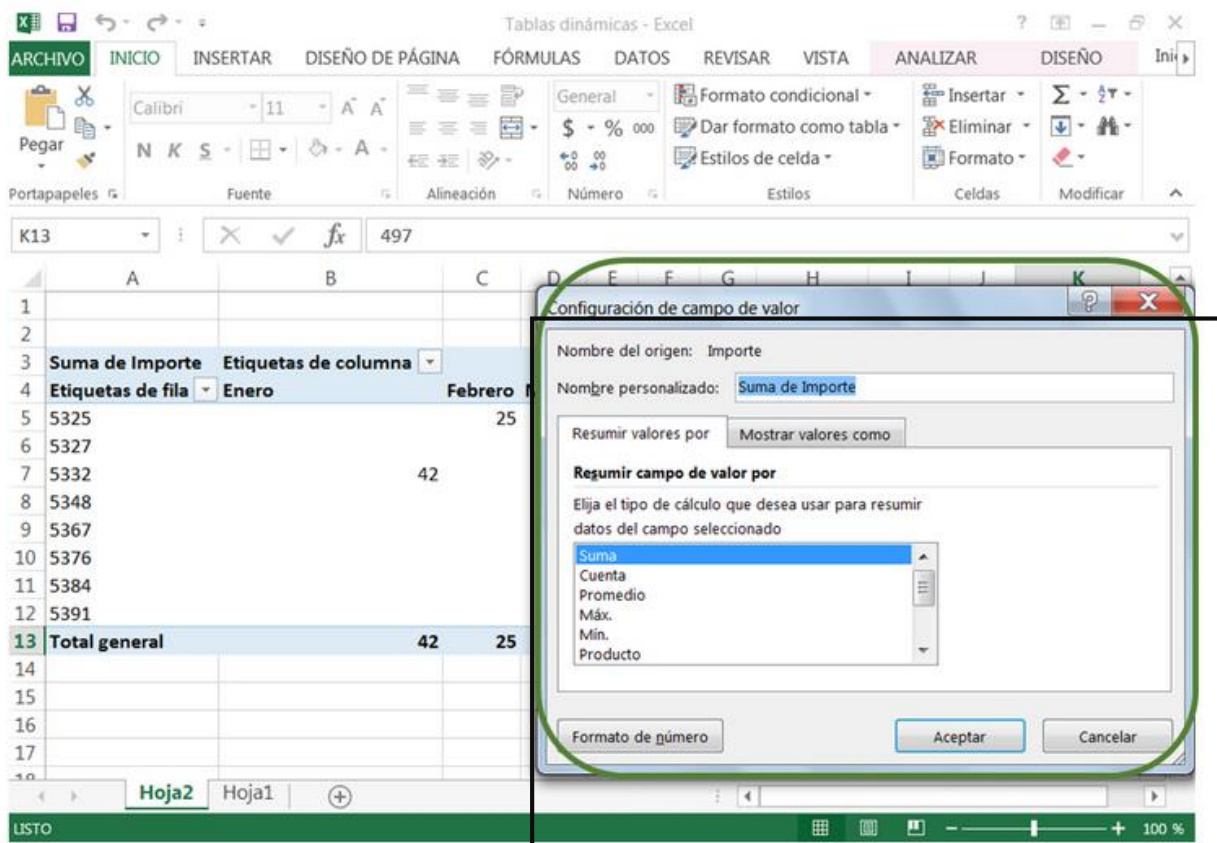 Tablas dinámicas - Excel
ARCHIVO INICIO INSERTAR DISEÑO DE PÁGINA FÓRMULAS DATOS REVISAR VISTA ANALIZAR DISEÑO
Pegar
Calibri 11
N K S
General
$ - % 000
Formato condicional
Dar formato como tabla
Estilos de celda
Insertar
Eliminar
Formato
Portapapeles Fuente Alineación Número Estilos Celdas Modificar
K13 fx 497
A B C D E F G H I J K
1
2
3 Suma de Importe Etiquetas de columna
4 Etiquetas de fila Enero Febrero
5 5325 25
6 5327
7 5332 42
8 5348
9 5367
10 5376
11 5384
12 5391
13 Total general 42 25
14
15
16
17
Configuración de campo de valor
Nombre del origen: Importe
Nombre personalizado: Suma de Importe
Resumir valores por Mostrar valores como
Resumir campo de valor por
Elija el tipo de cálculo que desea usar para resumir
datos del campo seleccionado
Suma
Cuenta
Promedio
Máx.
Mín.
Producto
Formato de número Aceptar Cancelar
Hoja2 Hoja1
LISTO 100 %